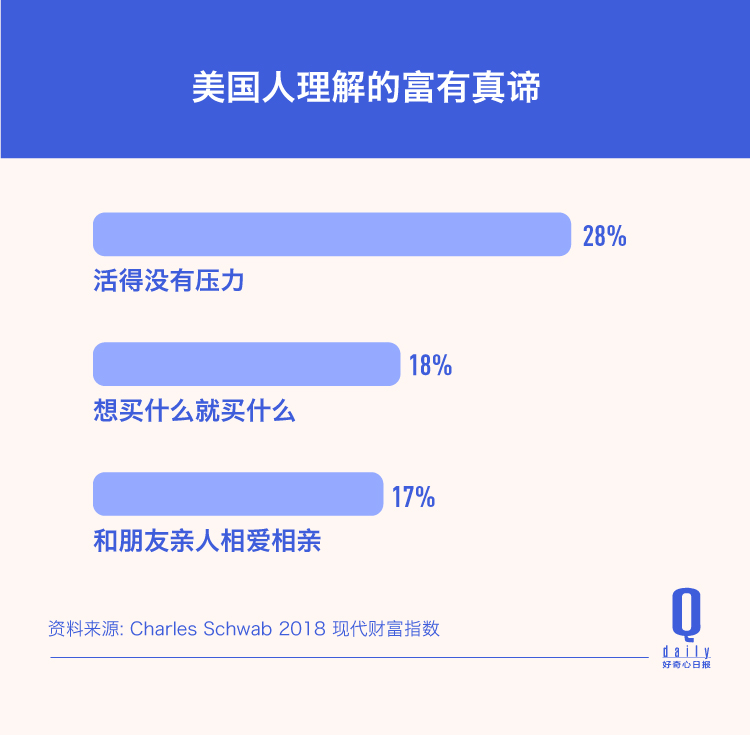 美国人理解的富有真谛
28%
活得没有压力
18%
想买什么就买什么
17%
和朋友亲人相爱相亲
资料来源: Charles Schwab 2018 现代财富指数
Q
daily
好奇心日报